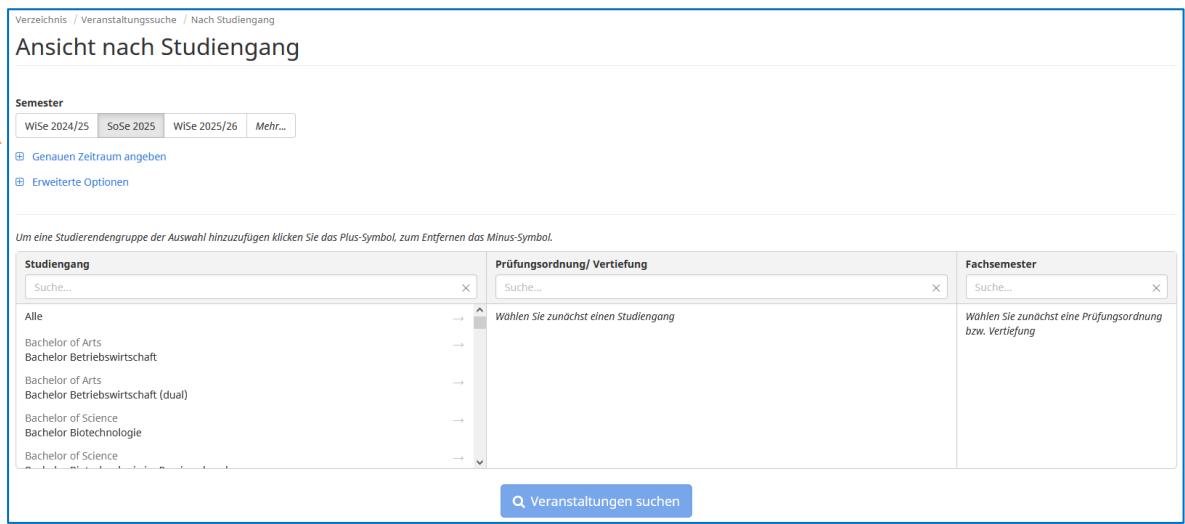 Verzeichnis / Veranstaltungssuche / Nach Studiengang
Ansicht nach Studiengang
Semester
WiSe 2024/25 SoSe 2025 WiSe 2025/26 Mehr...
Genauen Zeitraum angeben
Erweiterte Optionen
Um eine Studierendengruppe der Auswahl hinzuzufügen klicken Sie das Plus-Symbol, zum Entfernen das Minus-Symbol.
Studiengang
Suche...
Alle
Bachelor of Arts
Bachelor Betriebswirtschaft
Bachelor of Arts
Bachelor Betriebswirtschaft (dual)
Bachelor of Science
Bachelor Biotechnologie
Bachelor of Science
Prüfungsordnung/ Vertiefung
Suche...
Wählen Sie zunächst einen Studiengang
Fachsemester
Suche...
Wählen Sie zunächst eine Prüfungsordnung
bzw. Vertiefung
Veranstaltungen suchen